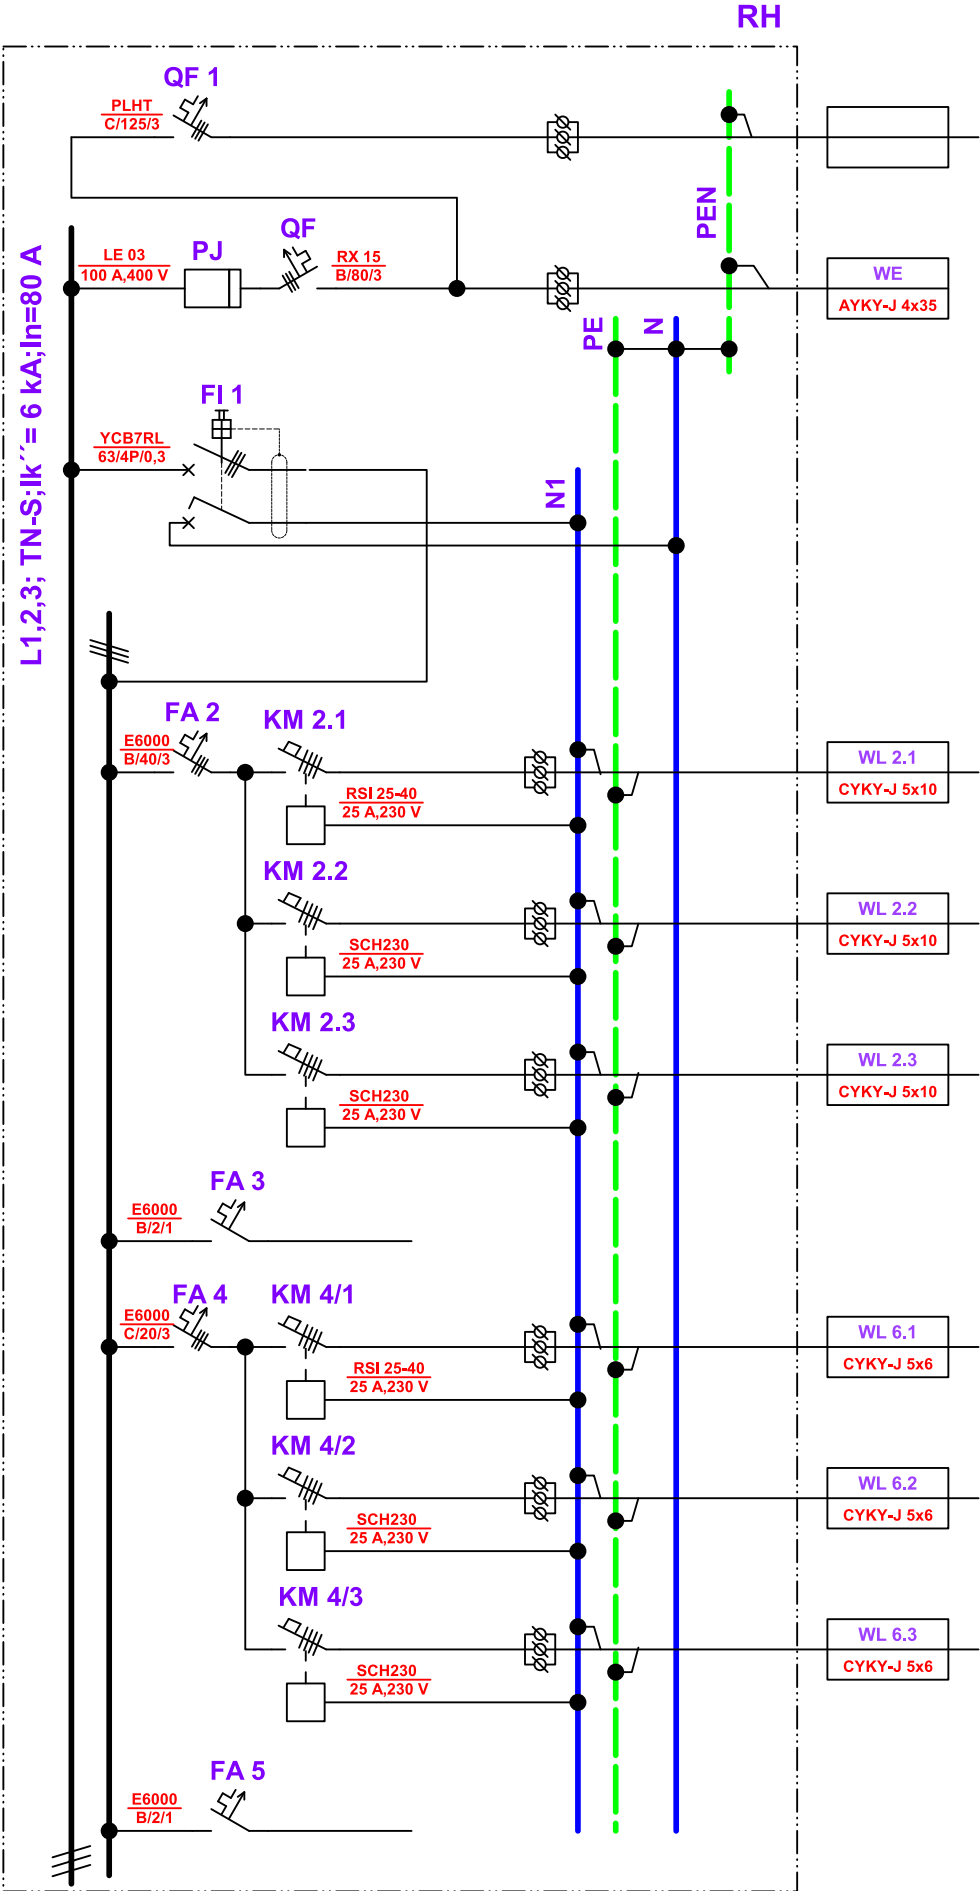 RH
QF 1
PLHT
C/125/3
PEN
QF
PJ
LE 03
100 A,400 V
RX 15
B/80/3
WE
AYKY-J 4x35
L1,2,3; TN-S;Ik´´= 6 kA;In=80 A
PE
N
FI 1
YCB7RL
63/4P/0,3
N1
FA 2
KM 2.1
E6000
B/40/3
WL 2.1
CYKY-J 5x10
RSI 25-40
25 A,230 V
KM 2.2
WL 2.2
CYKY-J 5x10
SCH230
25 A,230 V
KM 2.3
WL 2.3
CYKY-J 5x10
SCH230
25 A,230 V
FA 3
E6000
B/2/1
FA 4
KM 4/1
E6000
C/20/3
WL 6.1
CYKY-J 5x6
RSI 25-40
25 A,230 V
KM 4/2
WL 6.2
CYKY-J 5x6
SCH230
25 A,230 V
KM 4/3
WL 6.3
CYKY-J 5x6
SCH230
25 A,230 V
FA 5
E6000
B/2/1